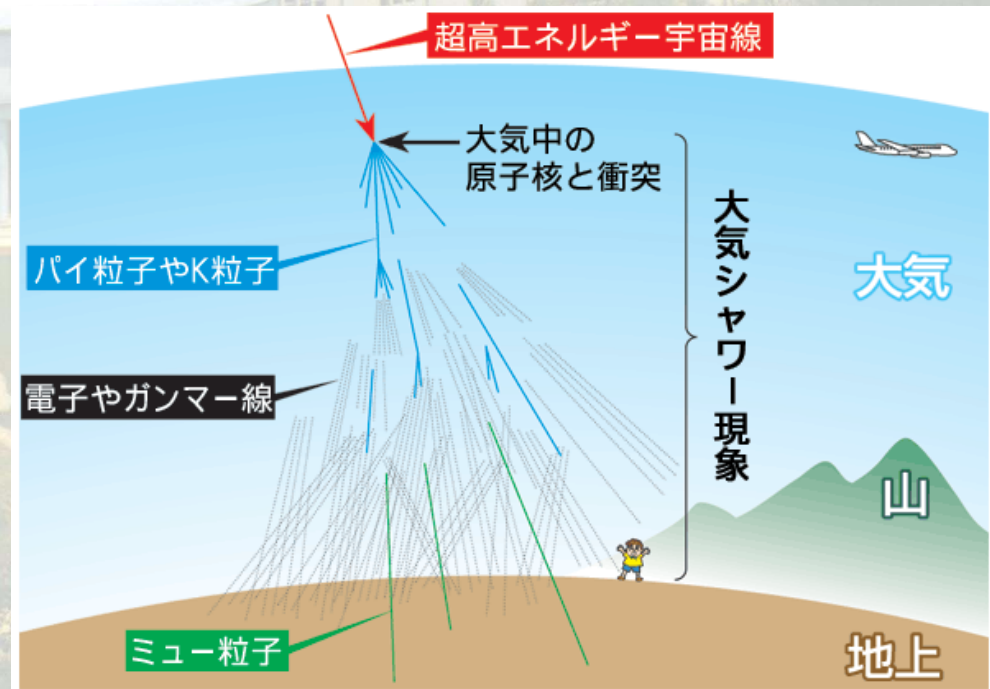 超高エネルギー宇宙線
大気中の
原子核と衝突
大気シャワー現象
大気
パイ粒子やK粒子
電子やガンマー線
山
ミュー粒子
地上